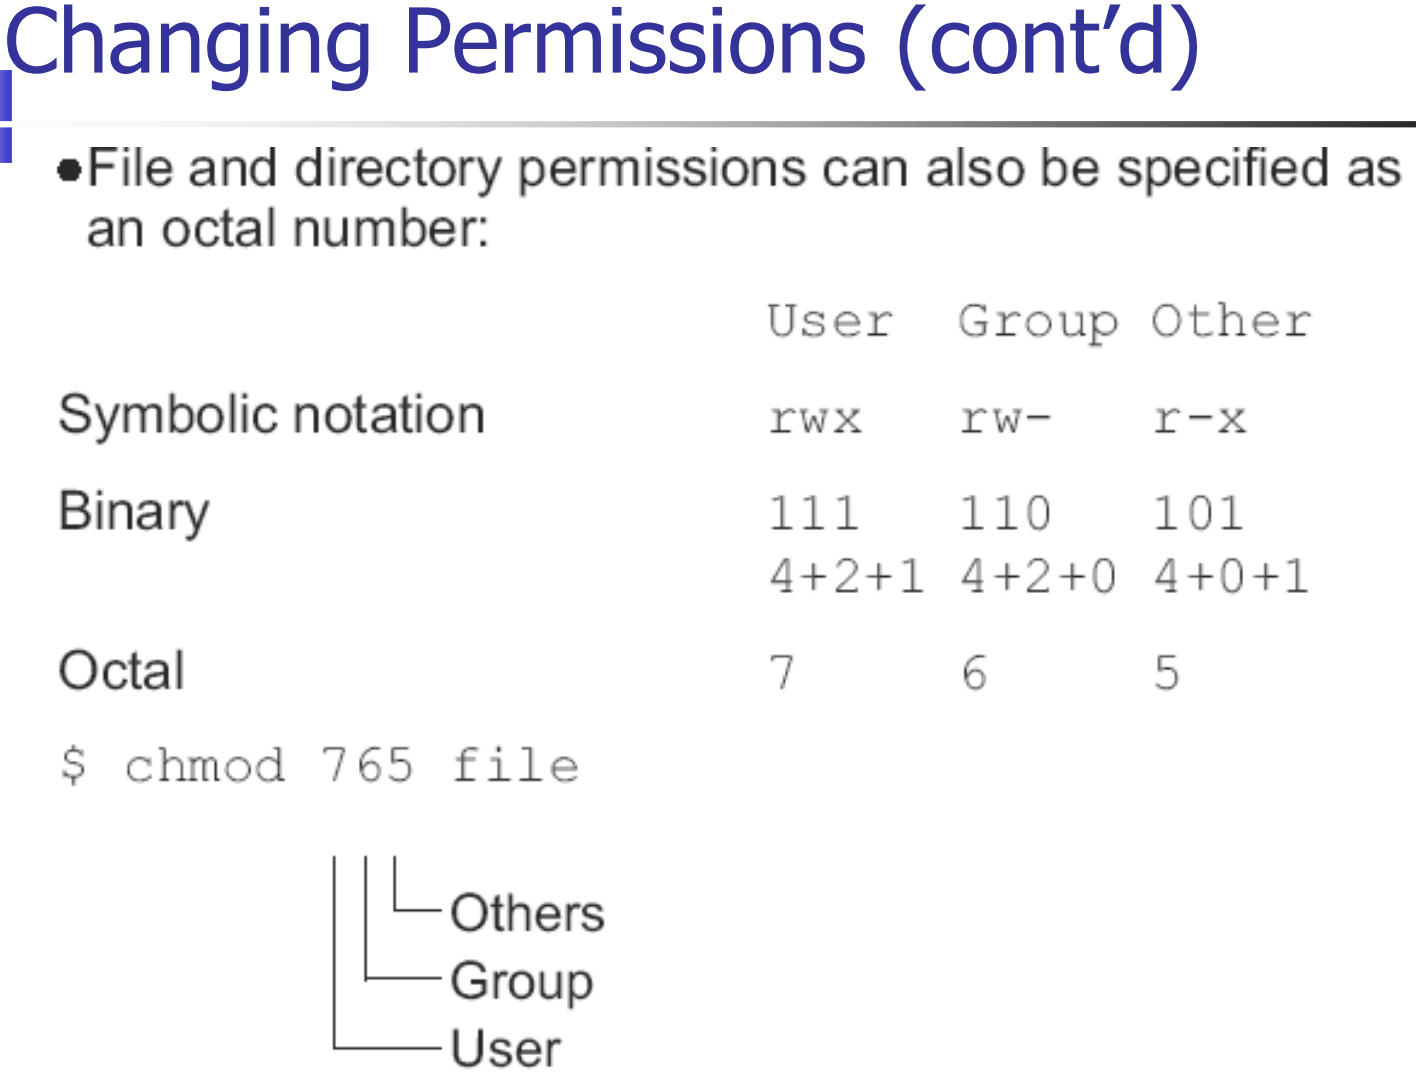 Changing Permissions (cont’d)
●File and directory permissions can also be specified as
an octal number:
User Group Other
Symbolic notation rwx rw- r-x
Binary 111 110 101
4+2+1 4+2+0 4+0+1
Octal 7 6 5
$ chmod 765 file
Others
Group
User